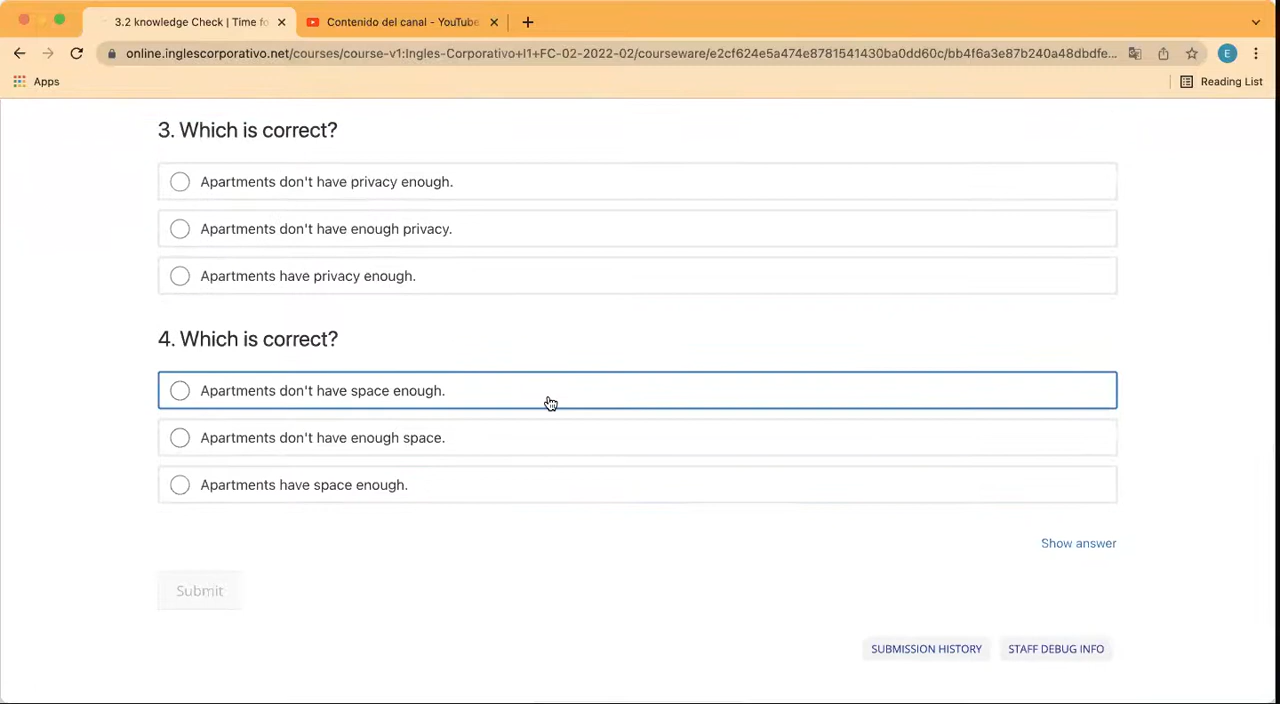 3.2 knowledge Check | Time fo
Contenido del canal - YouTube
online.inglescorporativo.net/courses/course-v1:Ingles-Corporativo+I1+FC-02-2022-02/courseware/e2cf624e5a474e8781541430ba0dd60c/bb4f6a3e87b240a48dbdfe...
E
Apps
Reading List
3. Which is correct?
Apartments don't have privacy enough.
Apartments don't have enough privacy.
Apartments have privacy enough.
4. Which is correct?
Apartments don't have space enough.
Apartments don't have enough space.
Apartments have space enough.
Show answer
Submit
SUBMISSION HISTORY
STAFF DEBUG INFO